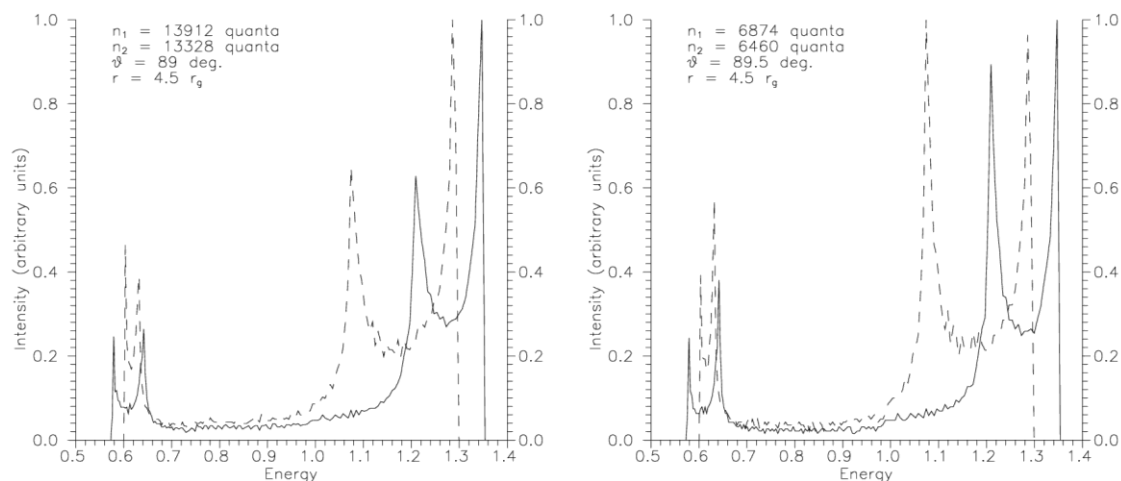 n₁ = 13912 quanta
n₂ = 13328 quanta
ϑ = 89 deg.
r = 4.5 r_g
Intensity (arbitrary units)
1.0
0.8
0.6
0.4
0.2
0.0
1.0
0.8
0.6
0.4
0.2
0.0
0.5 0.6 0.7 0.8 0.9 1.0 1.1 1.2 1.3 1.4
Energy
n₁ = 6874 quanta
n₂ = 6460 quanta
ϑ = 89.5 deg.
r = 4.5 r_g
Intensity (arbitrary units)
1.0
0.8
0.6
0.4
0.2
0.0
1.0
0.8
0.6
0.4
0.2
0.0
0.5 0.6 0.7 0.8 0.9 1.0 1.1 1.2 1.3 1.4
Energy